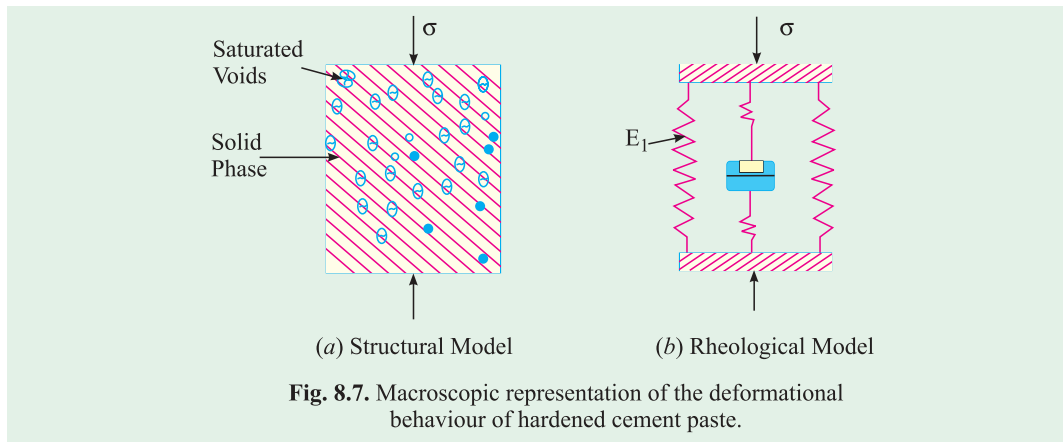 σ
Saturated
Voids
Solid
Phase
(a) Structural Model
σ
E1
(b) Rheological Model
Fig. 8.7. Macroscopic representation of the deformational
behaviour of hardened cement paste.